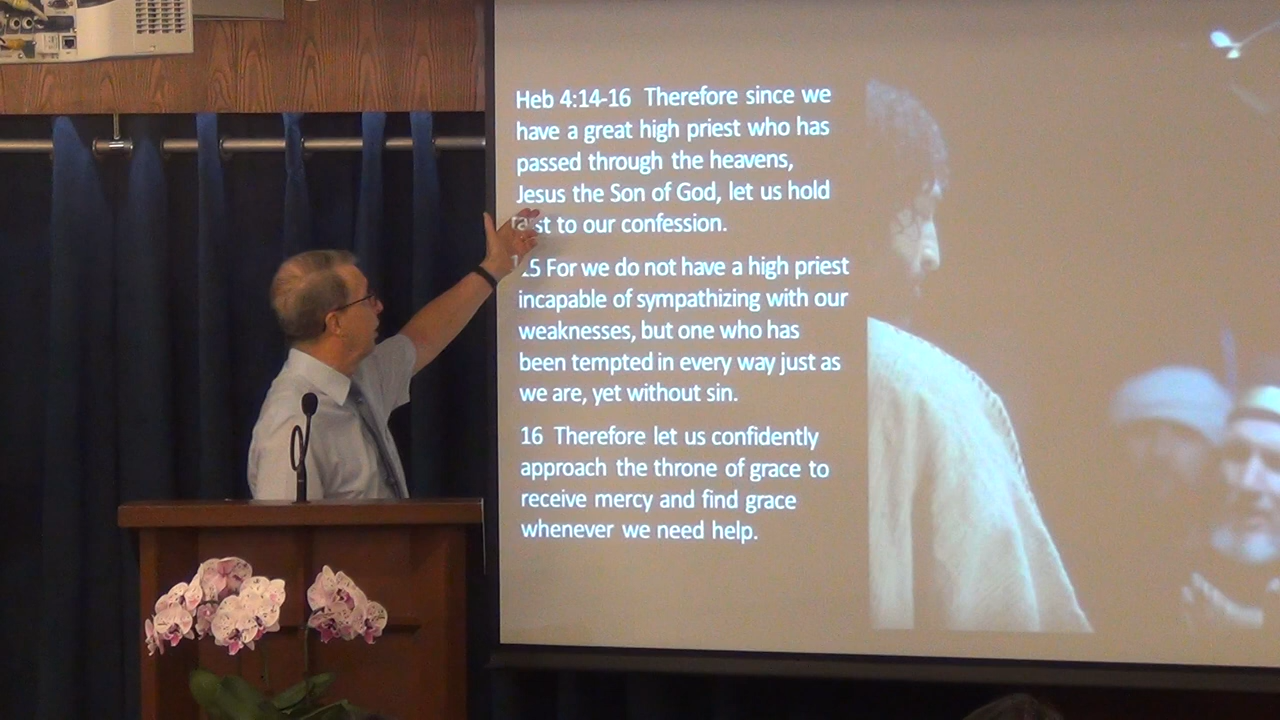 Heb 4:14-16 Therefore since we
have a great high priest who has
passed through the heavens,
Jesus the Son of God, let us hold
fast to our confession.
15 For we do not have a high priest
incapable of sympathizing with our
weaknesses, but one who has
been tempted in every way just as
we are, yet without sin.
16 Therefore let us confidently
approach the throne of grace to
receive mercy and find grace
whenever we need help.